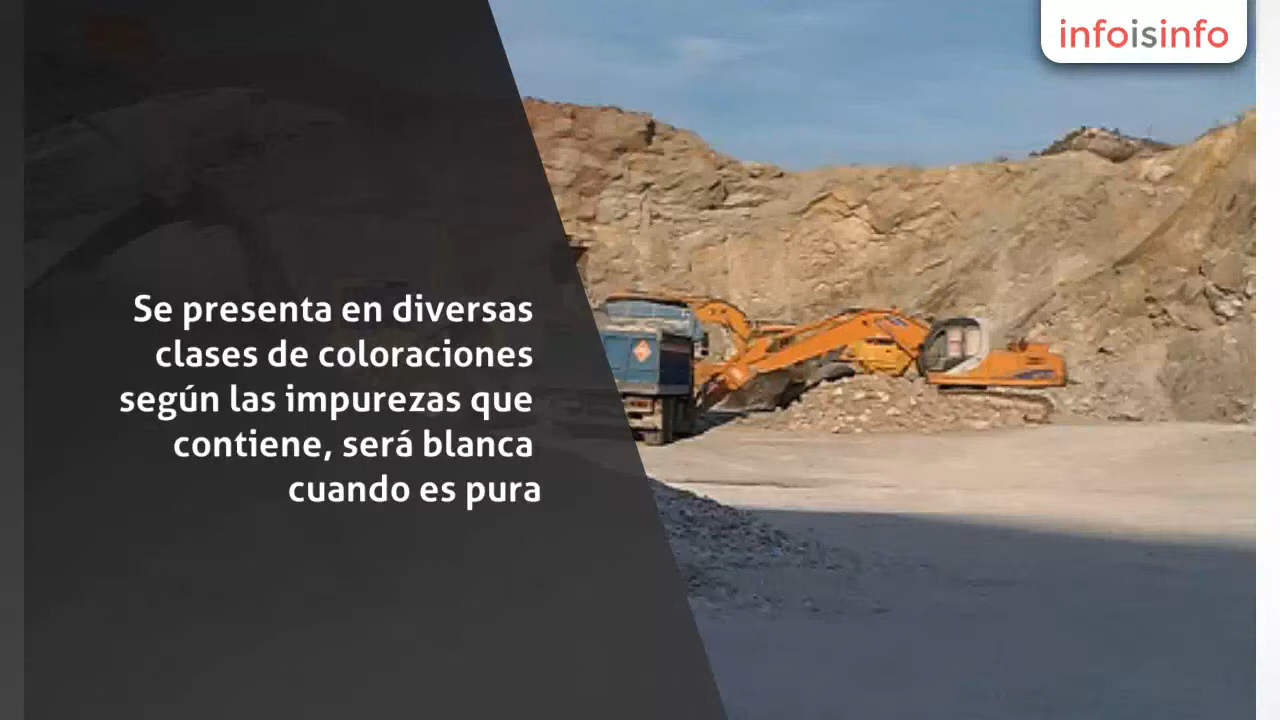 infoisinfo
Se presenta en diversas
clases de coloraciones
según las impurezas que
contiene, será blanca
cuando es pura